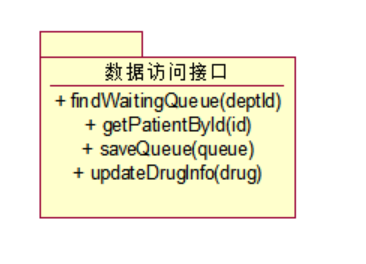 数据访问接口
+ findWaitingQueue(deptId)
+ getPatientById(id)
+ saveQueue(queue)
+ updateDrugInfo(drug)